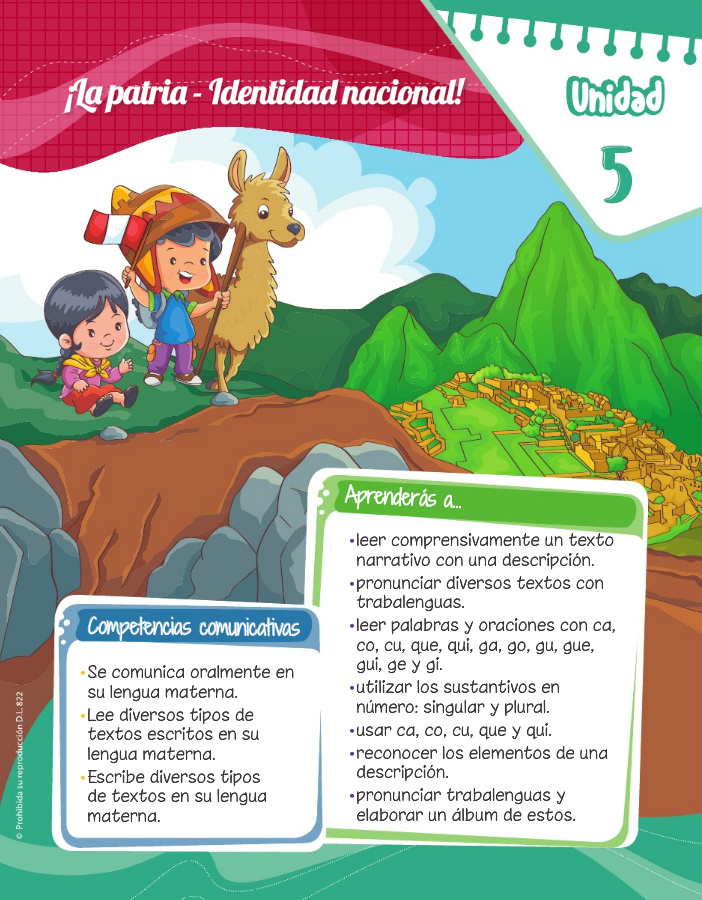 ¡La patria - Identidad nacional!
Unidad
5
Aprenderás a...
•leer comprensivamente un texto
narrativo con una descripción.
•pronunciar diversos textos con
trabalenguas.
•leer palabras y oraciones con ca,
co, cu, que, qui, ga, go, gu, gue,
gui, ge y gi.
•utilizar los sustantivos en
número: singular y plural.
•usar ca, co, cu, que y qui.
•reconocer los elementos de una
descripción.
•pronunciar trabalenguas y
elaborar un álbum de estos.
Competencias comunicativas
•Se comunica oralmente en
su lengua materna.
•Lee diversos tipos de
textos escritos en su
lengua materna.
•Escribe diversos tipos
de textos en su lengua
materna.
© Prohibida su reproducción D.L. 822